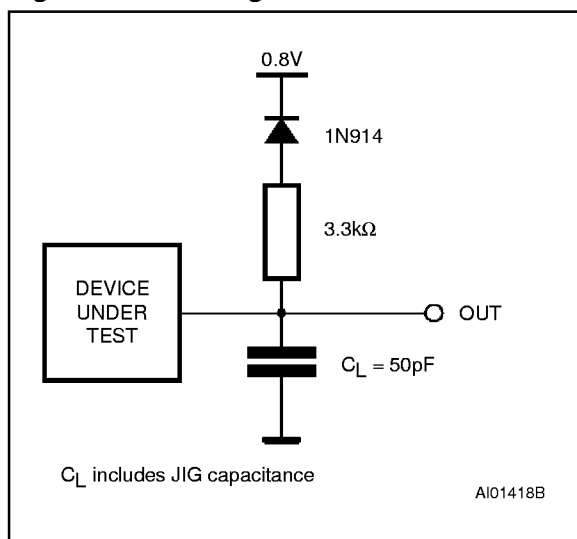 0.8V
1N914
3.3kΩ
DEVICE
UNDER
TEST
OUT
CL = 50pF
CL includes JIG capacitance
AI01418B